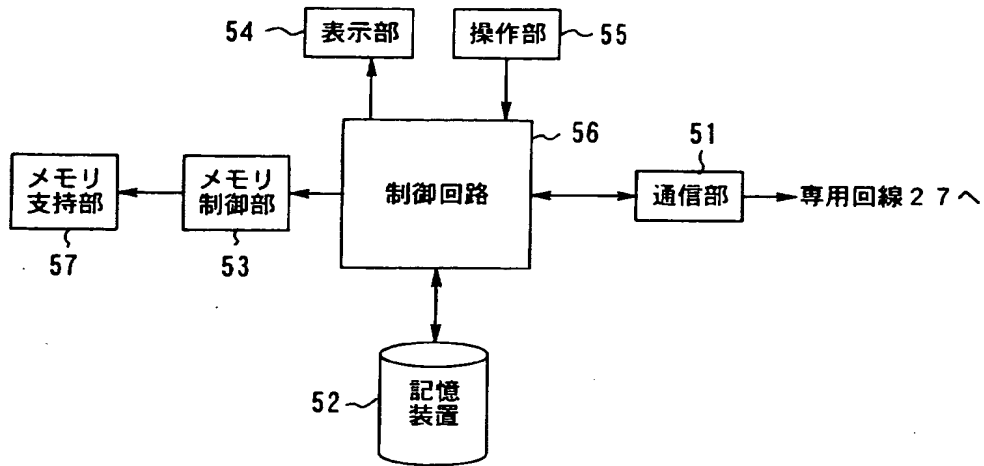 54
表示部
操作部
55
56
51
メモリ
支持部
メモリ
制御部
制御回路
通信部
専用回線27へ
57
53
52
記憶
装置